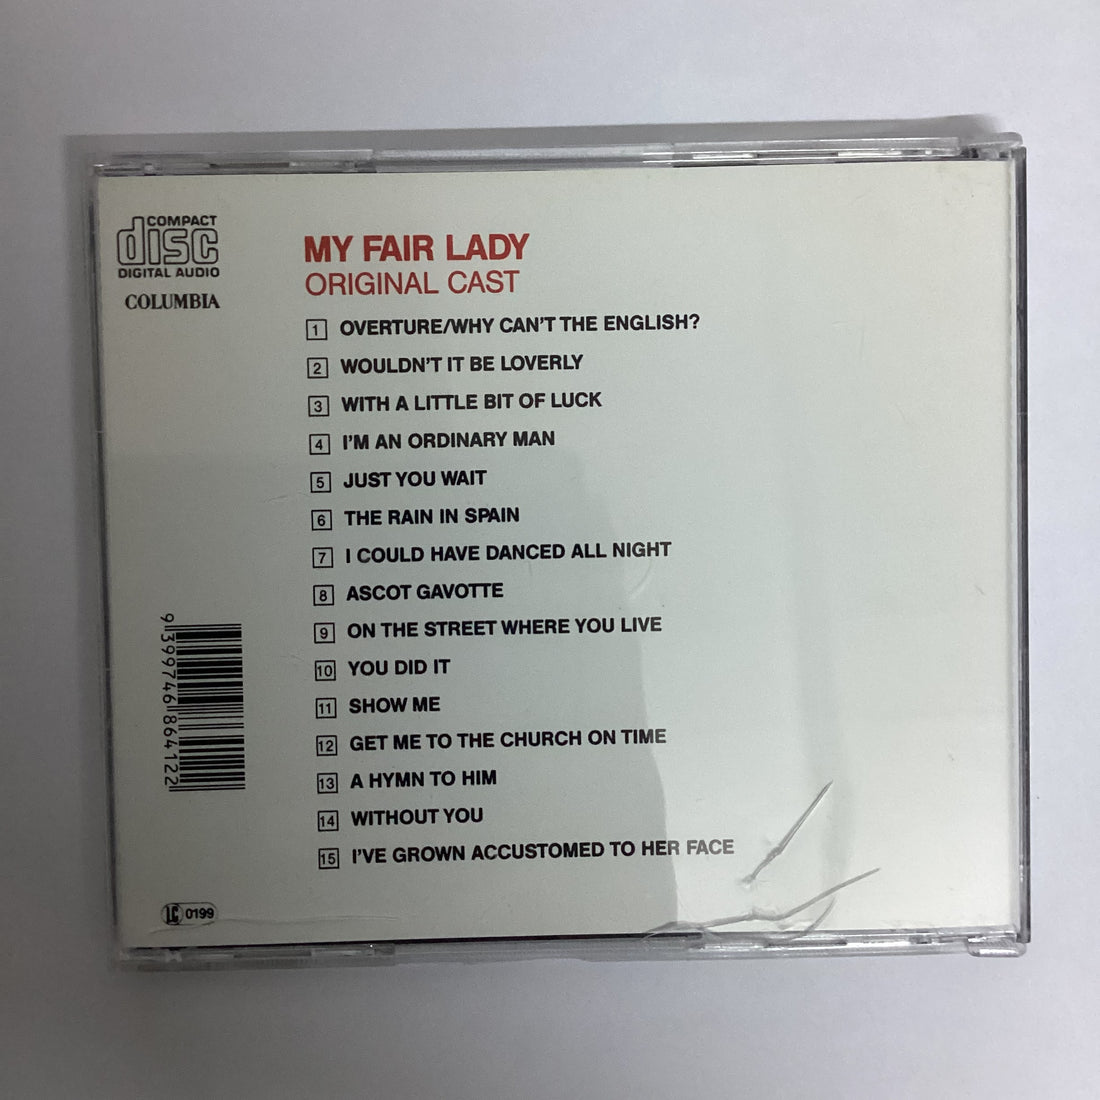 COMPACT
disc
DIGITAL AUDIO
COLUMBIA
MY FAIR LADY
ORIGINAL CAST
1 OVERTURE/WHY CAN'T THE ENGLISH?
2 WOULDN'T IT BE LOVERLY
3 WITH A LITTLE BIT OF LUCK
4 I'M AN ORDINARY MAN
5 JUST YOU WAIT
6 THE RAIN IN SPAIN
7 I COULD HAVE DANCED ALL NIGHT
8 ASCOT GAVOTTE
9 ON THE STREET WHERE YOU LIVE
10 YOU DID IT
11 SHOW ME
12 GET ME TO THE CHURCH ON TIME
13 A HYMN TO HIM
14 WITHOUT YOU
15 I'VE GROWN ACCUSTOMED TO HER FACE
9 399746 864122
LC 0199